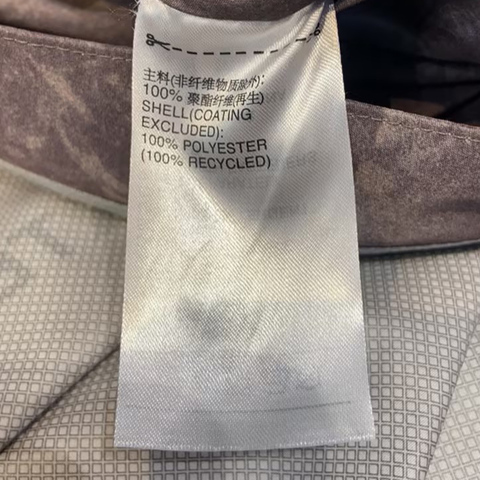 主料(非纤维物质除外):
100% 聚酯纤维(再生)
SHELL(COATING
EXCLUDED):
100% POLYESTER
(100% RECYCLED)